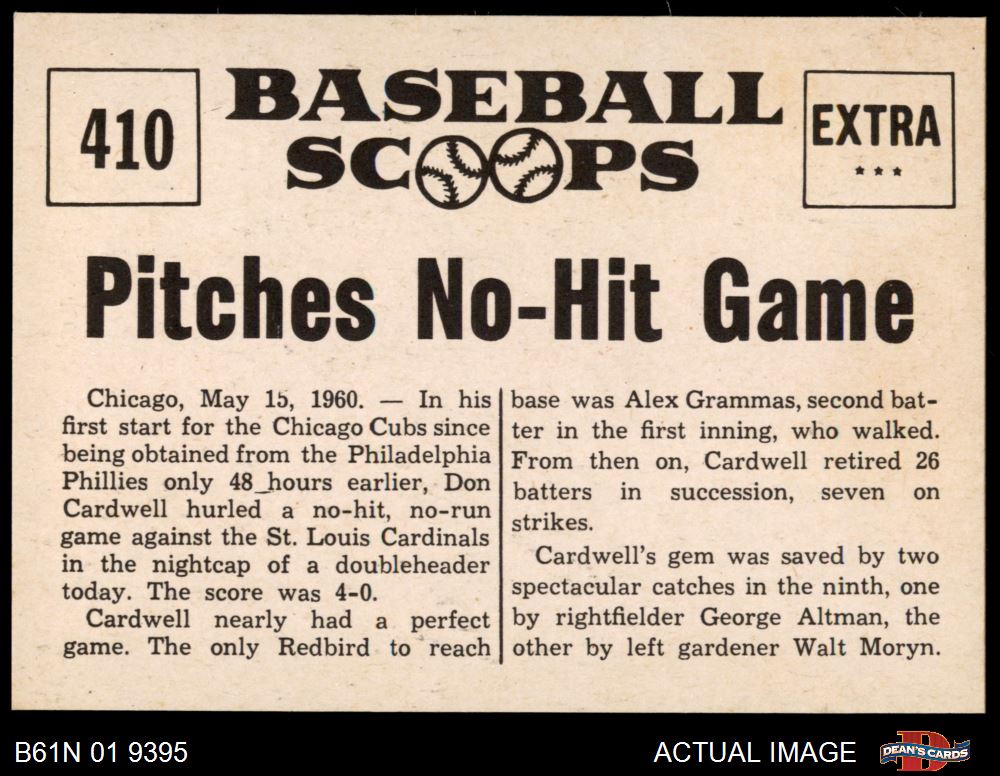 410
BASEBALL
SCOOPS
EXTRA
Pitches No-Hit Game
Chicago, May 15, 1960. — In his
first start for the Chicago Cubs since
being obtained from the Philadelphia
Phillies only 48 hours earlier, Don
Cardwell hurled a no-hit, no-run
game against the St. Louis Cardinals
in the nightcap of a doubleheader
today. The score was 4-0.
Cardwell nearly had a perfect
game. The only Redbird to reach
base was Alex Grammas, second bat-
ter in the first inning, who walked.
From then on, Cardwell retired 26
batters in succession, seven on
strikes.
Cardwell's gem was saved by two
spectacular catches in the ninth, one
by rightfielder George Altman, the
other by left gardener Walt Moryn.
B61N 01 9395
ACTUAL IMAGE
D
DEAN'S CARDS